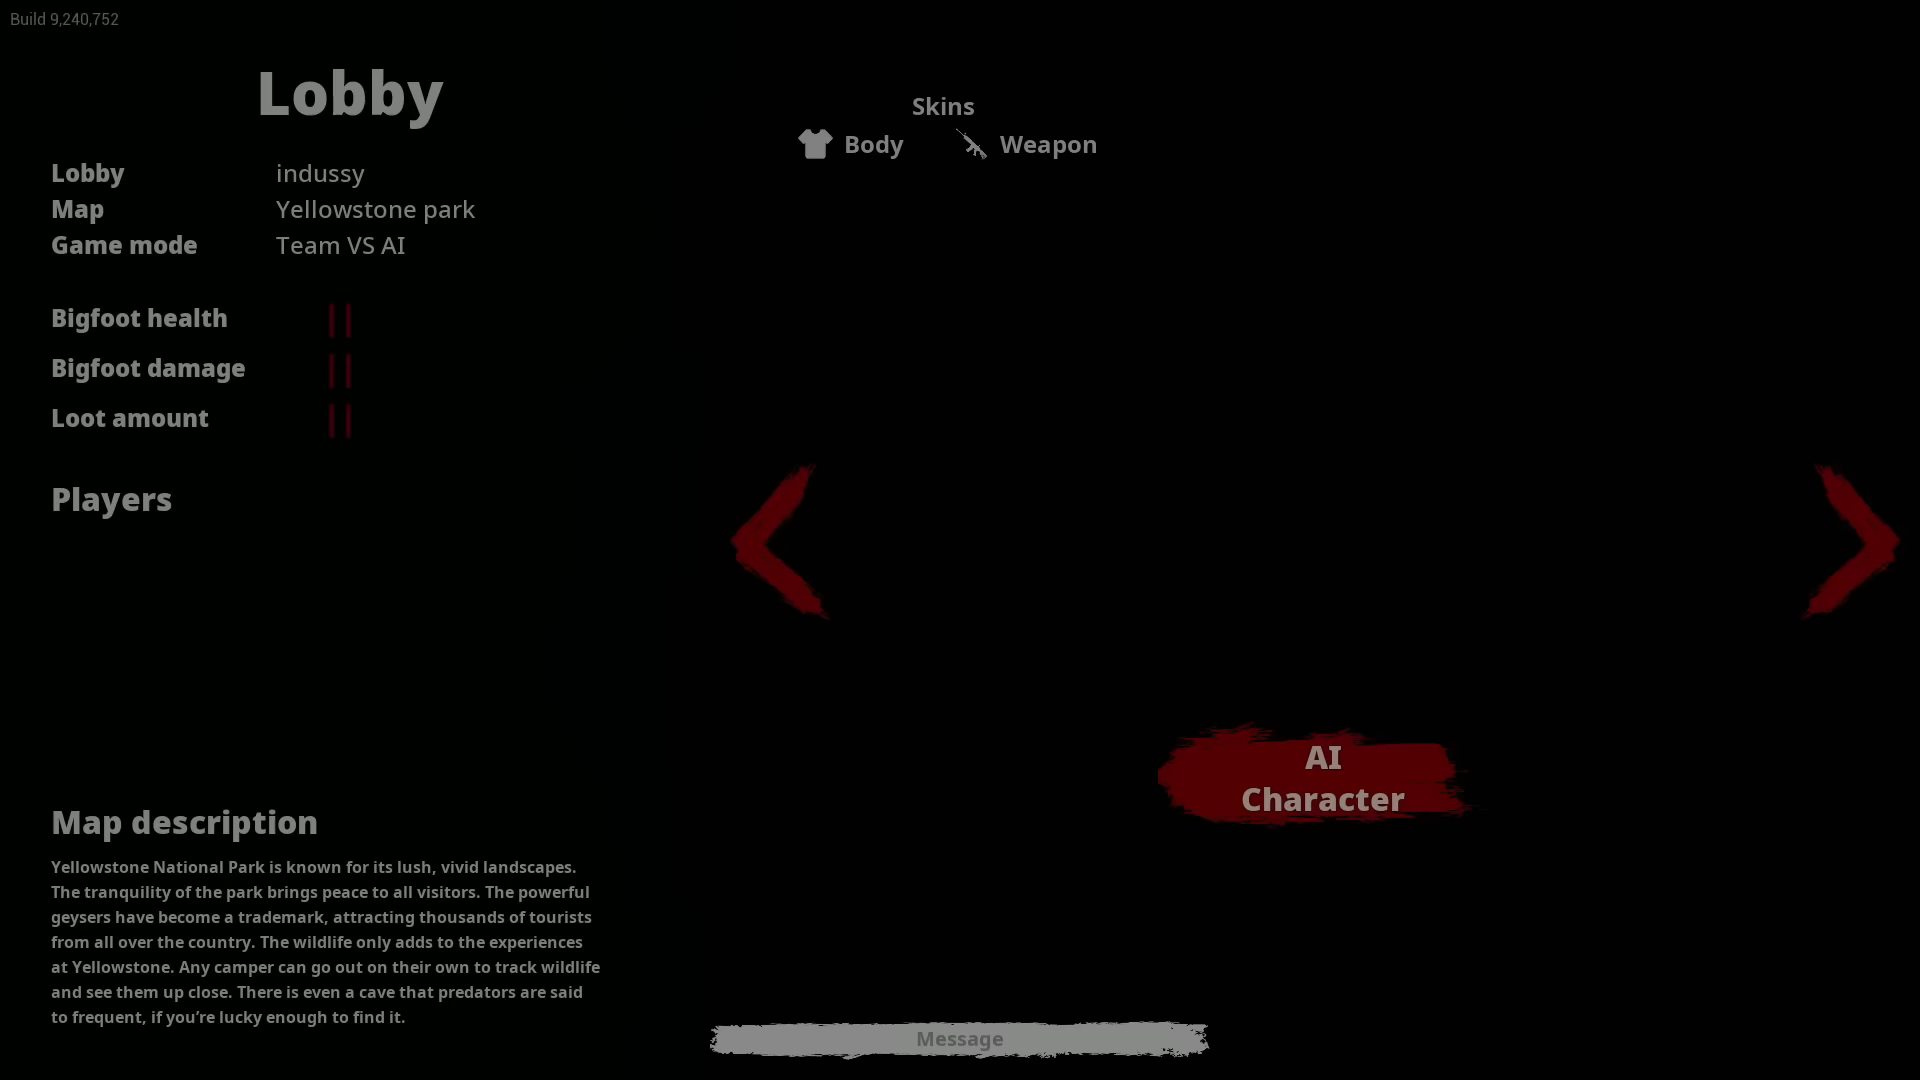 Build 9,240,752
Lobby
Lobby indussy
Map Yellowstone park
Game mode Team VS AI
Bigfoot health
Bigfoot damage
Loot amount
Players
Map description
Yellowstone National Park is known for its lush, vivid landscapes.
The tranquility of the park brings peace to all visitors. The powerful
geysers have become a trademark, attracting thousands of tourists
from all over the country. The wildlife only adds to the experiences
at Yellowstone. Any camper can go out on their own to track wildlife
and see them up close. There is even a cave that predators are said
to frequent, if you’re lucky enough to find it.
Skins
Body Weapon
AI
Character
Message